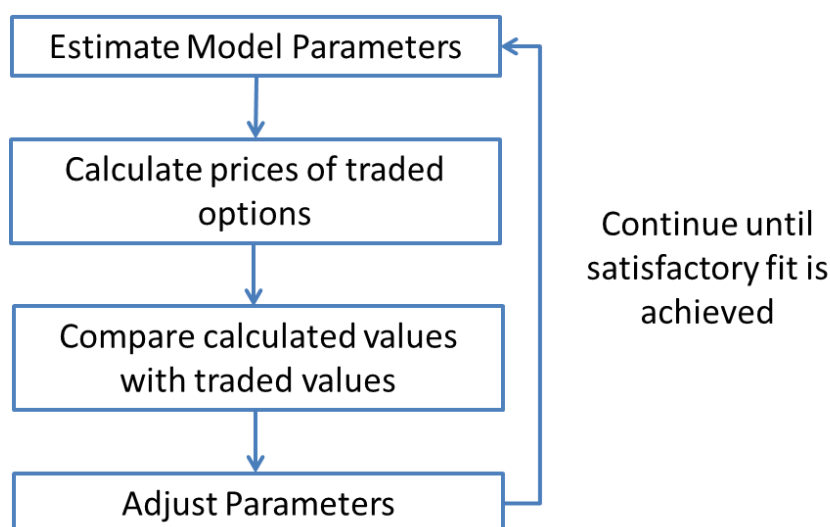 Estimate Model Parameters
Calculate prices of traded
options
Compare calculated values
with traded values
Adjust Parameters
Continue until
satisfactory fit is
achieved